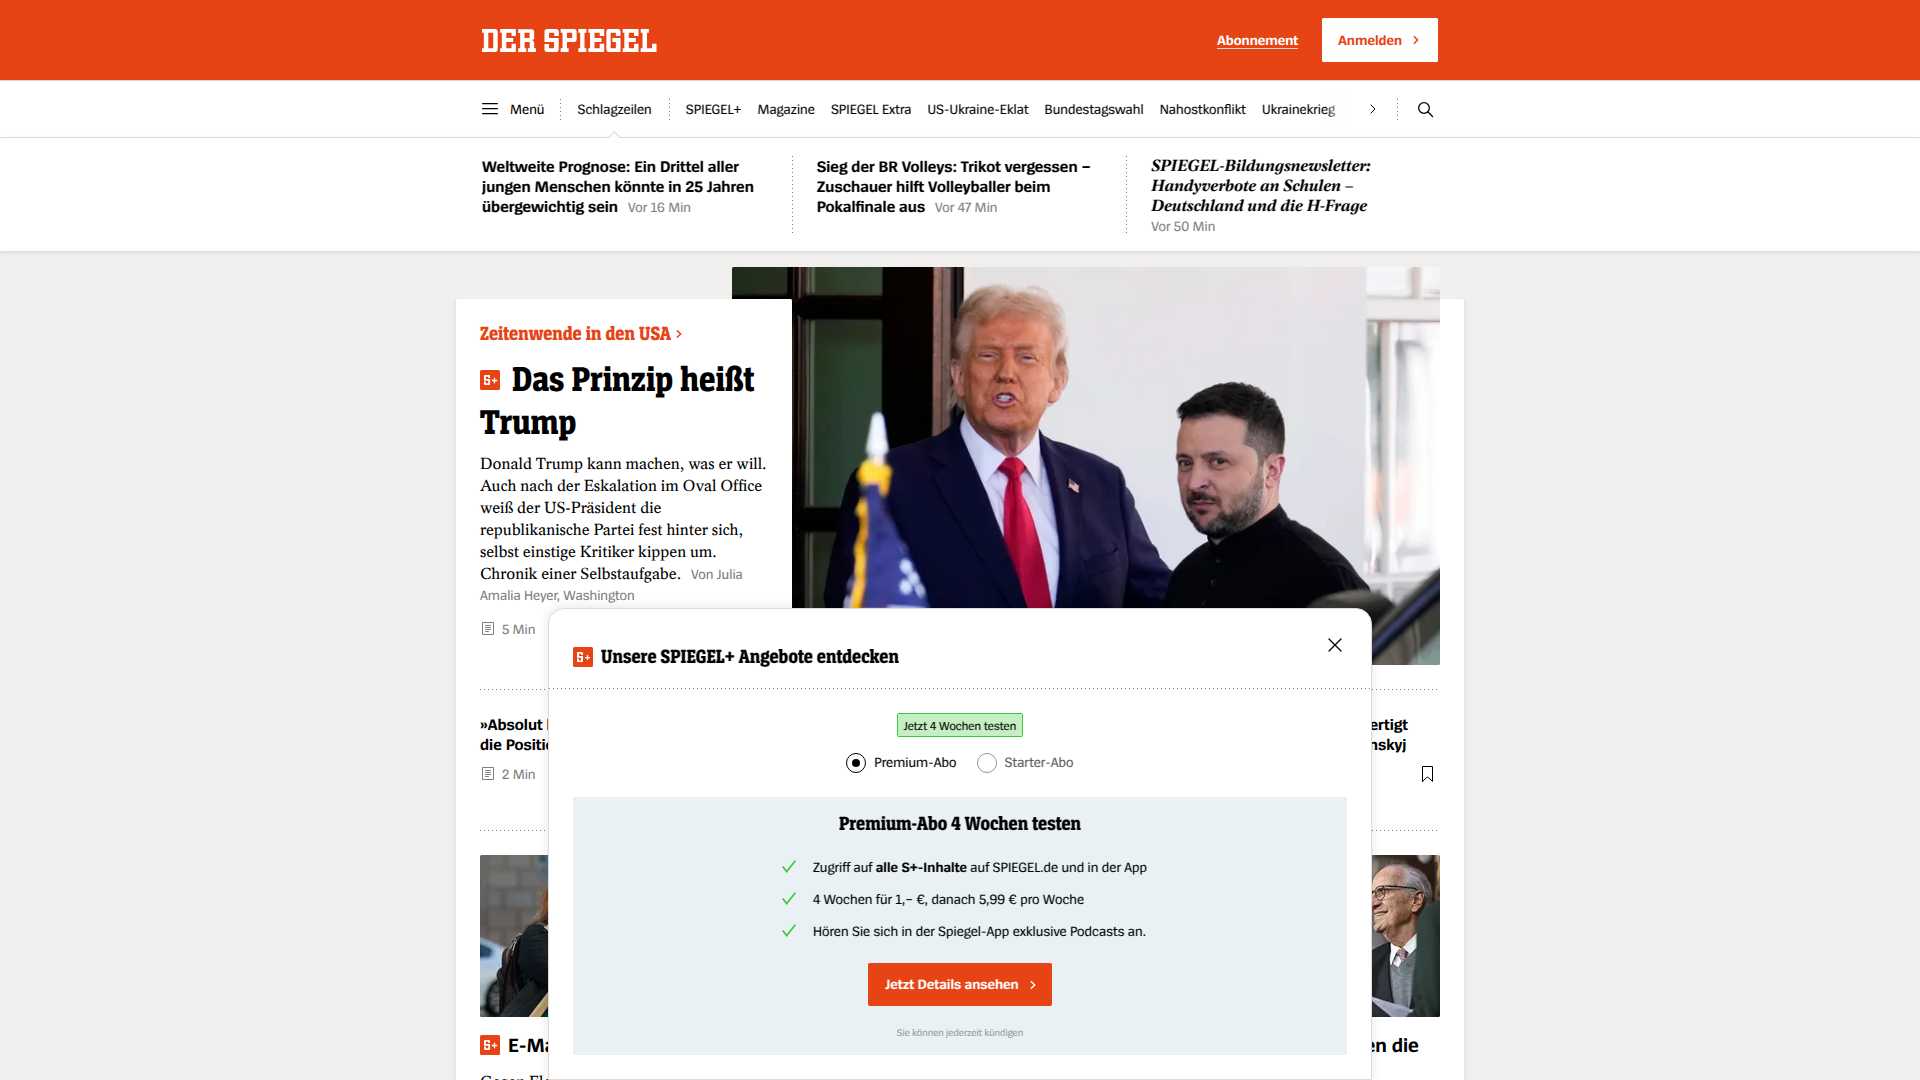 DER SPIEGEL
Abonnement
Anmelden
Menü
Schlagzeilen
SPIEGEL+
Magazine
SPIEGEL Extra
US-Ukraine-Eklat
Bundestagswahl
Nahostkonflikt
Ukrainekrieg
Weltweite Prognose: Ein Drittel aller
jungen Menschen könnte in 25 Jahren
übergewichtig sein Vor 16 Min
Sieg der BR Volleys: Trikot vergessen –
Zuschauer hilft Volleyballer beim
Pokalfinale aus Vor 47 Min
SPIEGEL-Bildungsnewsletter:
Handyverbote an Schulen –
Deutschland und die H-Frage
Vor 50 Min
Zeitenwende in den USA
S+ Das Prinzip heißt
Trump
Donald Trump kann machen, was er will.
Auch nach der Eskalation im Oval Office
weiß der US-Präsident die
republikanische Partei fest hinter sich,
selbst einstige Kritiker kippen um.
Chronik einer Selbstaufgabe. Von Julia
Amalia Heyer, Washington
5 Min
S+ Unsere SPIEGEL+ Angebote entdecken
Jetzt 4 Wochen testen
Premium-Abo
Starter-Abo
Premium-Abo 4 Wochen testen
Zugriff auf alle S+-Inhalte auf SPIEGEL.de und in der App
4 Wochen für 1,– €, danach 5,99 € pro Woche
Hören Sie sich in der Spiegel-App exklusive Podcasts an.
Jetzt Details ansehen
Sie können jederzeit kündigen
»Absolut
die Positi
2 Min
ertigt
nskyj
S+ E-Ma
en die